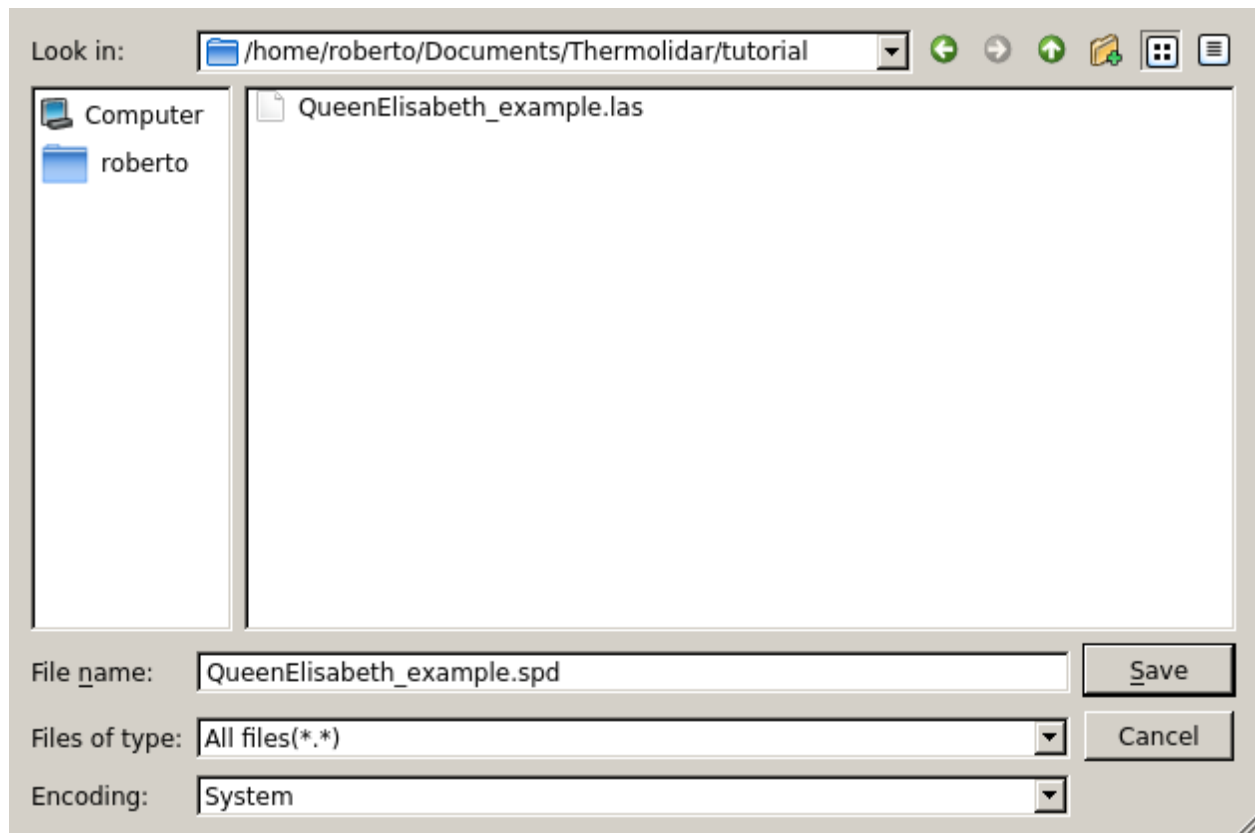 Look in: /home/roberto/Documents/Thermolidar/tutorial
Computer
roberto
QueenElisabeth_example.las
File name: QueenElisabeth_example.spd Save
Files of type: All files(*.*) Cancel
Encoding: System